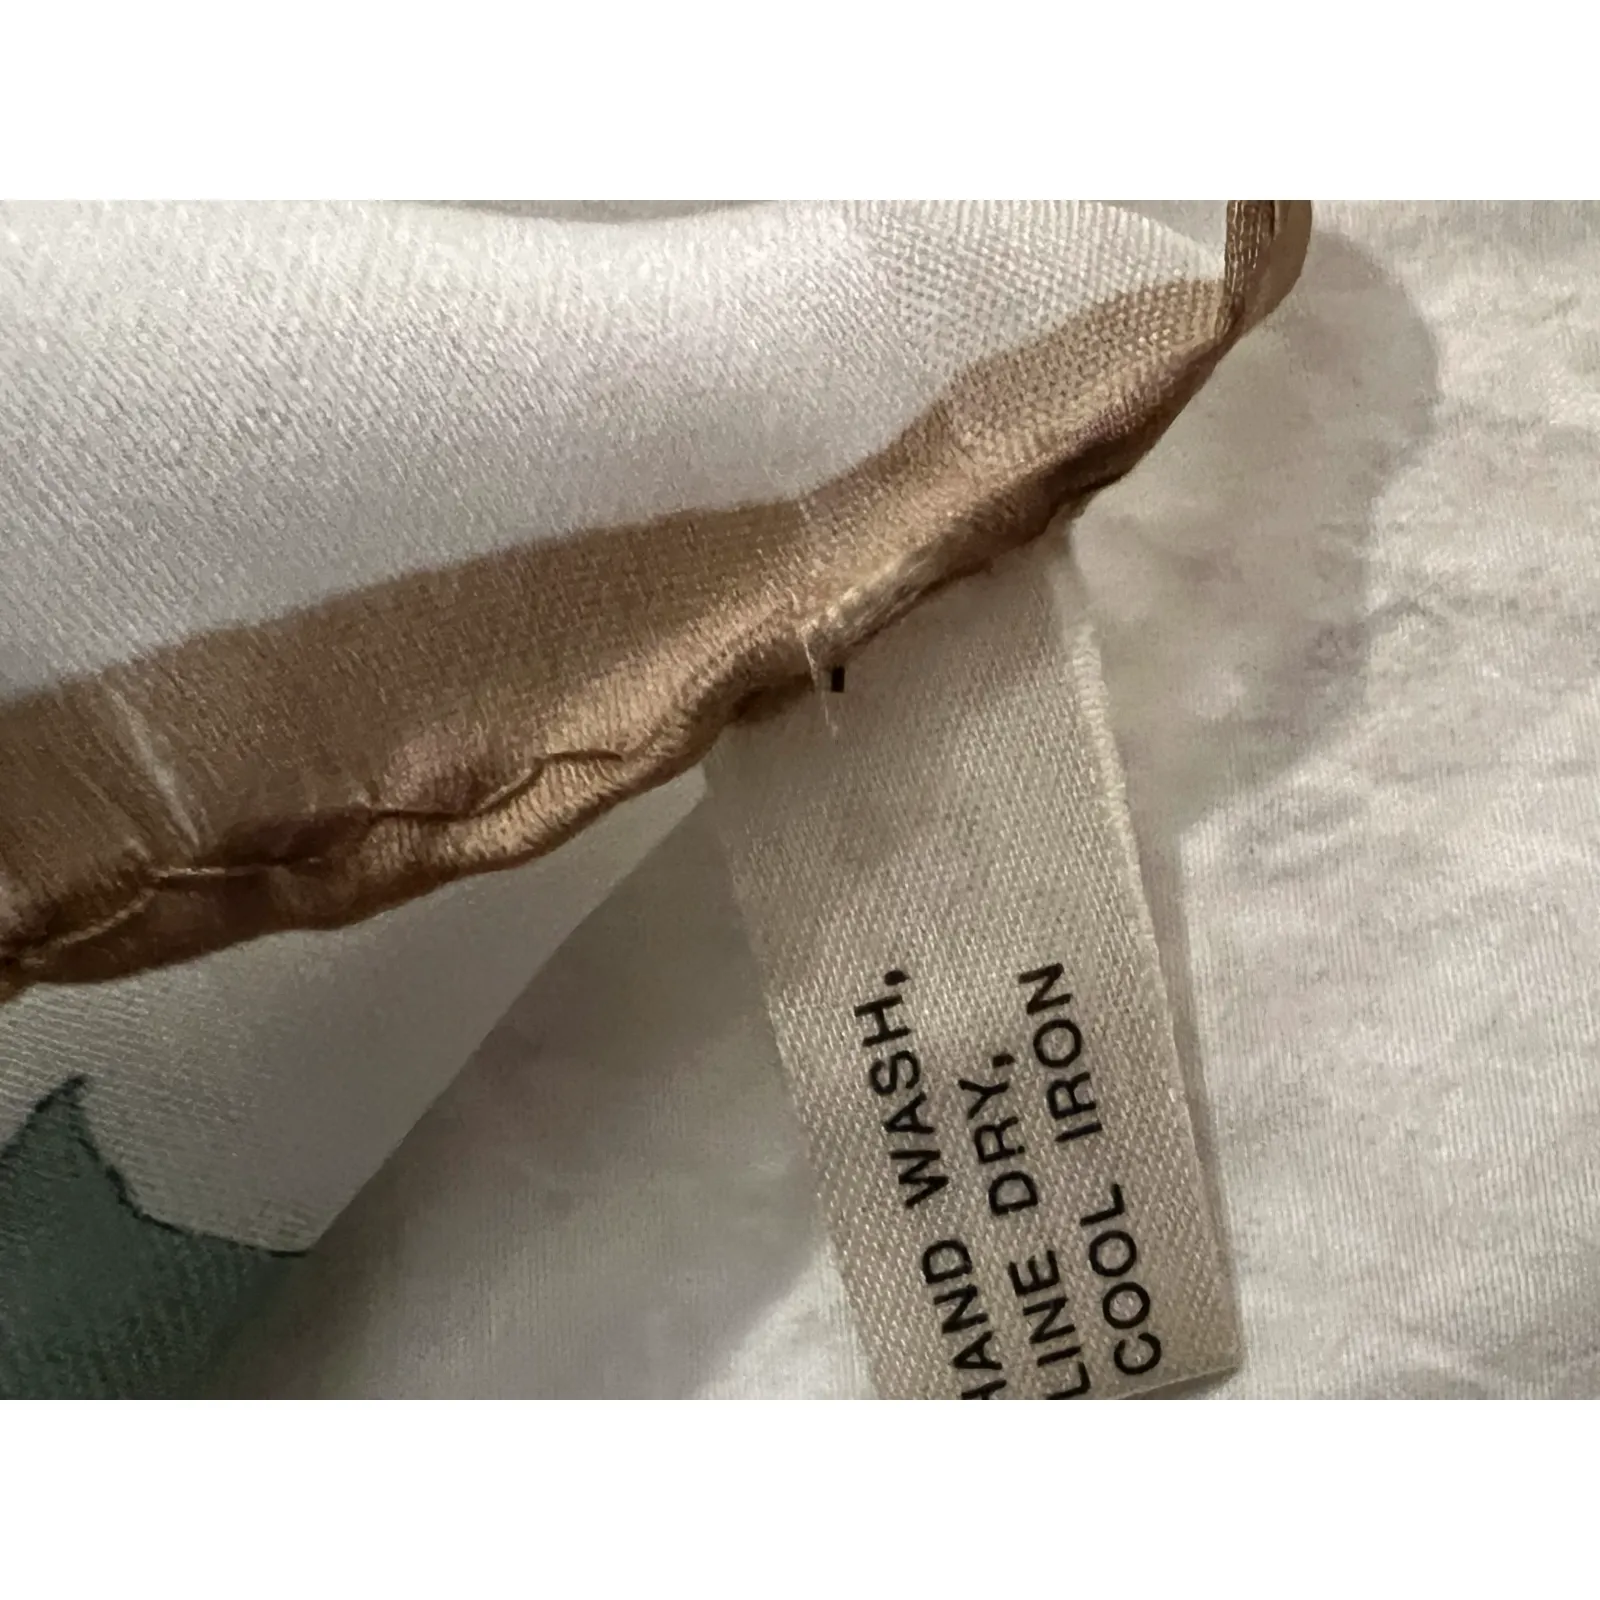 HAND WASH,
LINE DRY,
COOL IRON